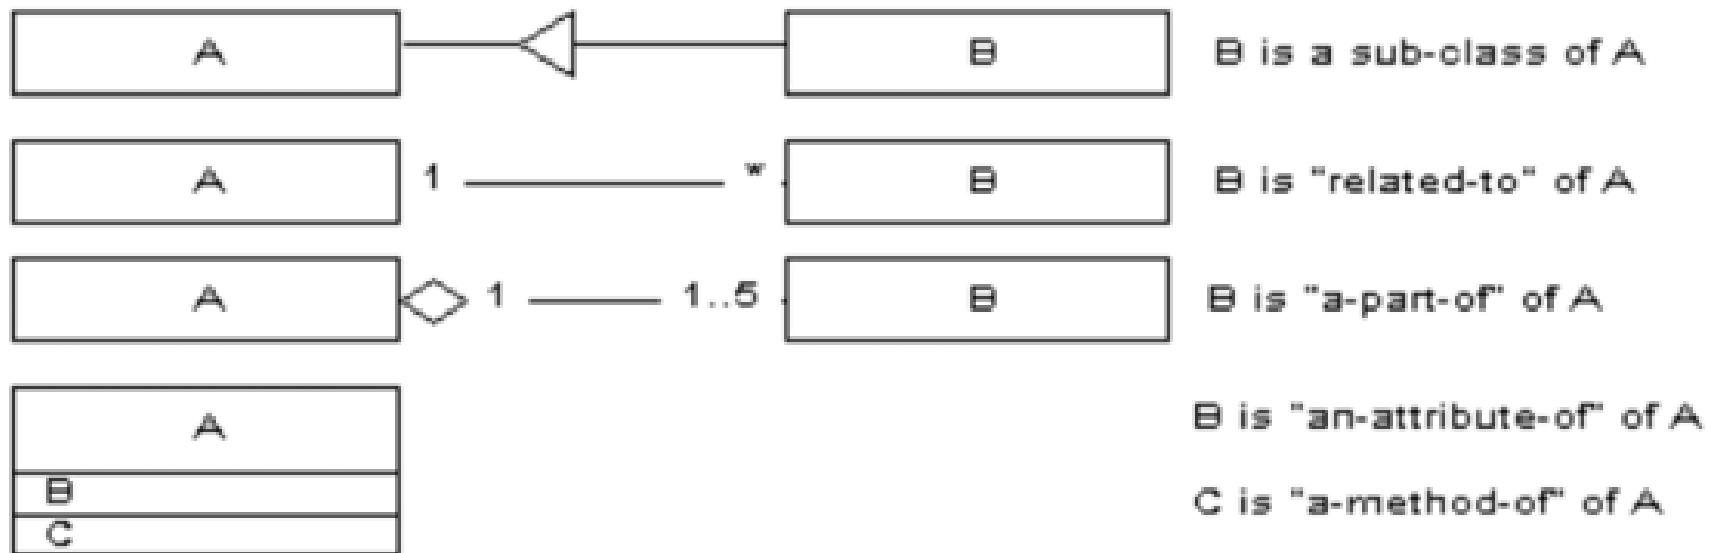 A B B is a sub-class of A
A 1 * B B is "related-to" of A
A 1 1..5 B B is "a-part-of" of A
A B is "an-attribute-of" of A
B
C C is "a-method-of" of A